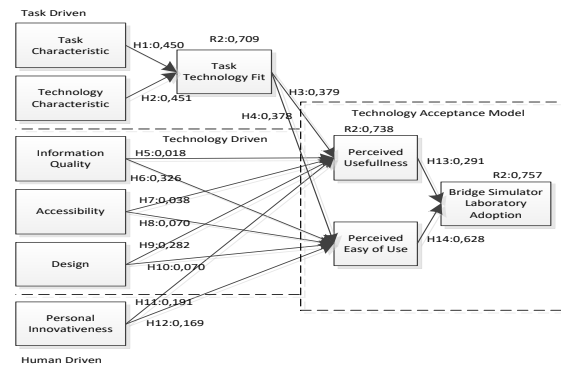 Task Driven
Task
Characteristic
H1:0,450
R2:0,709
Task
Technology Fit
Technology
Characteristic
H2:0,451
H3:0,379
H4:0,378
Technology Acceptance Model
Technology Driven
R2:0,738
Information
Quality
H5:0,018
Perceived
Usefullness
H6:0,326
H13:0,291
R2:0,757
Accessibility
H7:0,038
H8:0,070
Bridge Simulator
Laboratory
Adoption
Design
H9:0,282
H10:0,070
Perceived
Easy of Use
H14:0,628
Personal
Innovativeness
H11:0,191
H12:0,169
Human Driven